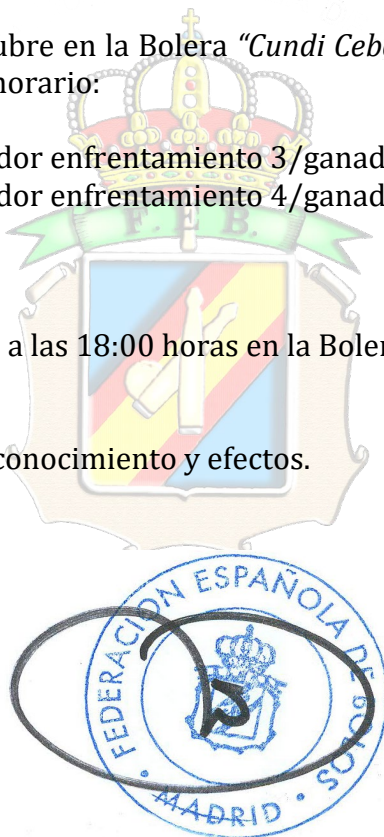 ubre en la Bolera “Cundi Ceb
horario:
dor enfrentamiento 3/ganad
dor enfrentamiento 4/ganad
F. E. B.
a las 18:00 horas en la Boler
conocimiento y efectos.
FEDERACIÓN ESPAÑOLA DE BOLOS
• MADRID •